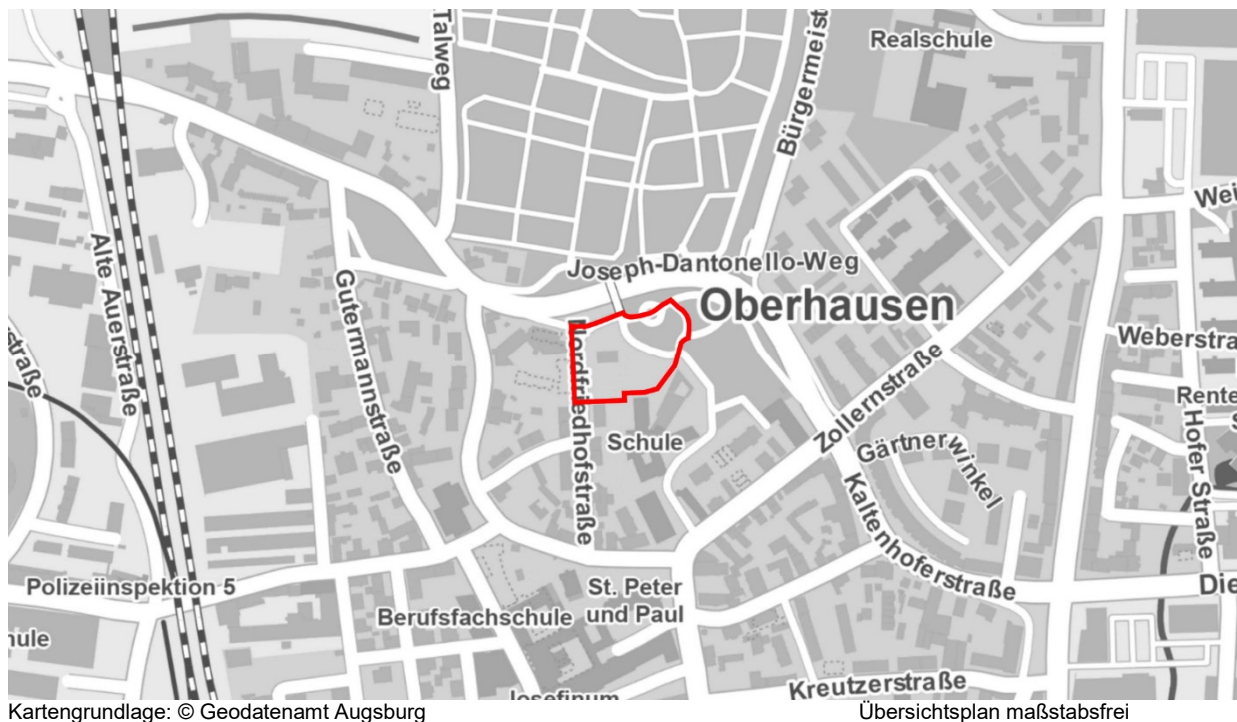 Talweg
Bürgermeist
Realschule
Wei
Joseph-Dantonello-Weg
Oberhausen
Alte Auerstraße
Gutermannstraße
Nordfriedhofstraße
straße
Weberstra
Rente
S
Zollernstraße
Gärtnerwinkel
Hofer Straße
Schule
Kaltenhoferstraße
Polizeiinspektion 5
St. Peter
und Paul
Die
Berufsfachschule
hule
Josefinum
Kreutzerstraße
Kartengrundlage: © Geodatenamt Augsburg
Übersichtsplan maßstabsfrei